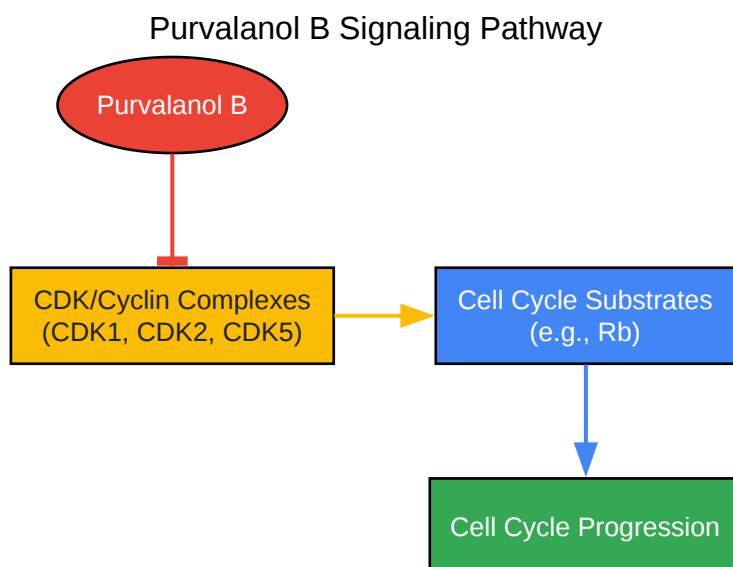 Purvalanol B Signaling Pathway
Purvalanol B
CDK/Cyclin Complexes
(CDK1, CDK2, CDK5)
Cell Cycle Substrates
(e.g., Rb)
Cell Cycle Progression